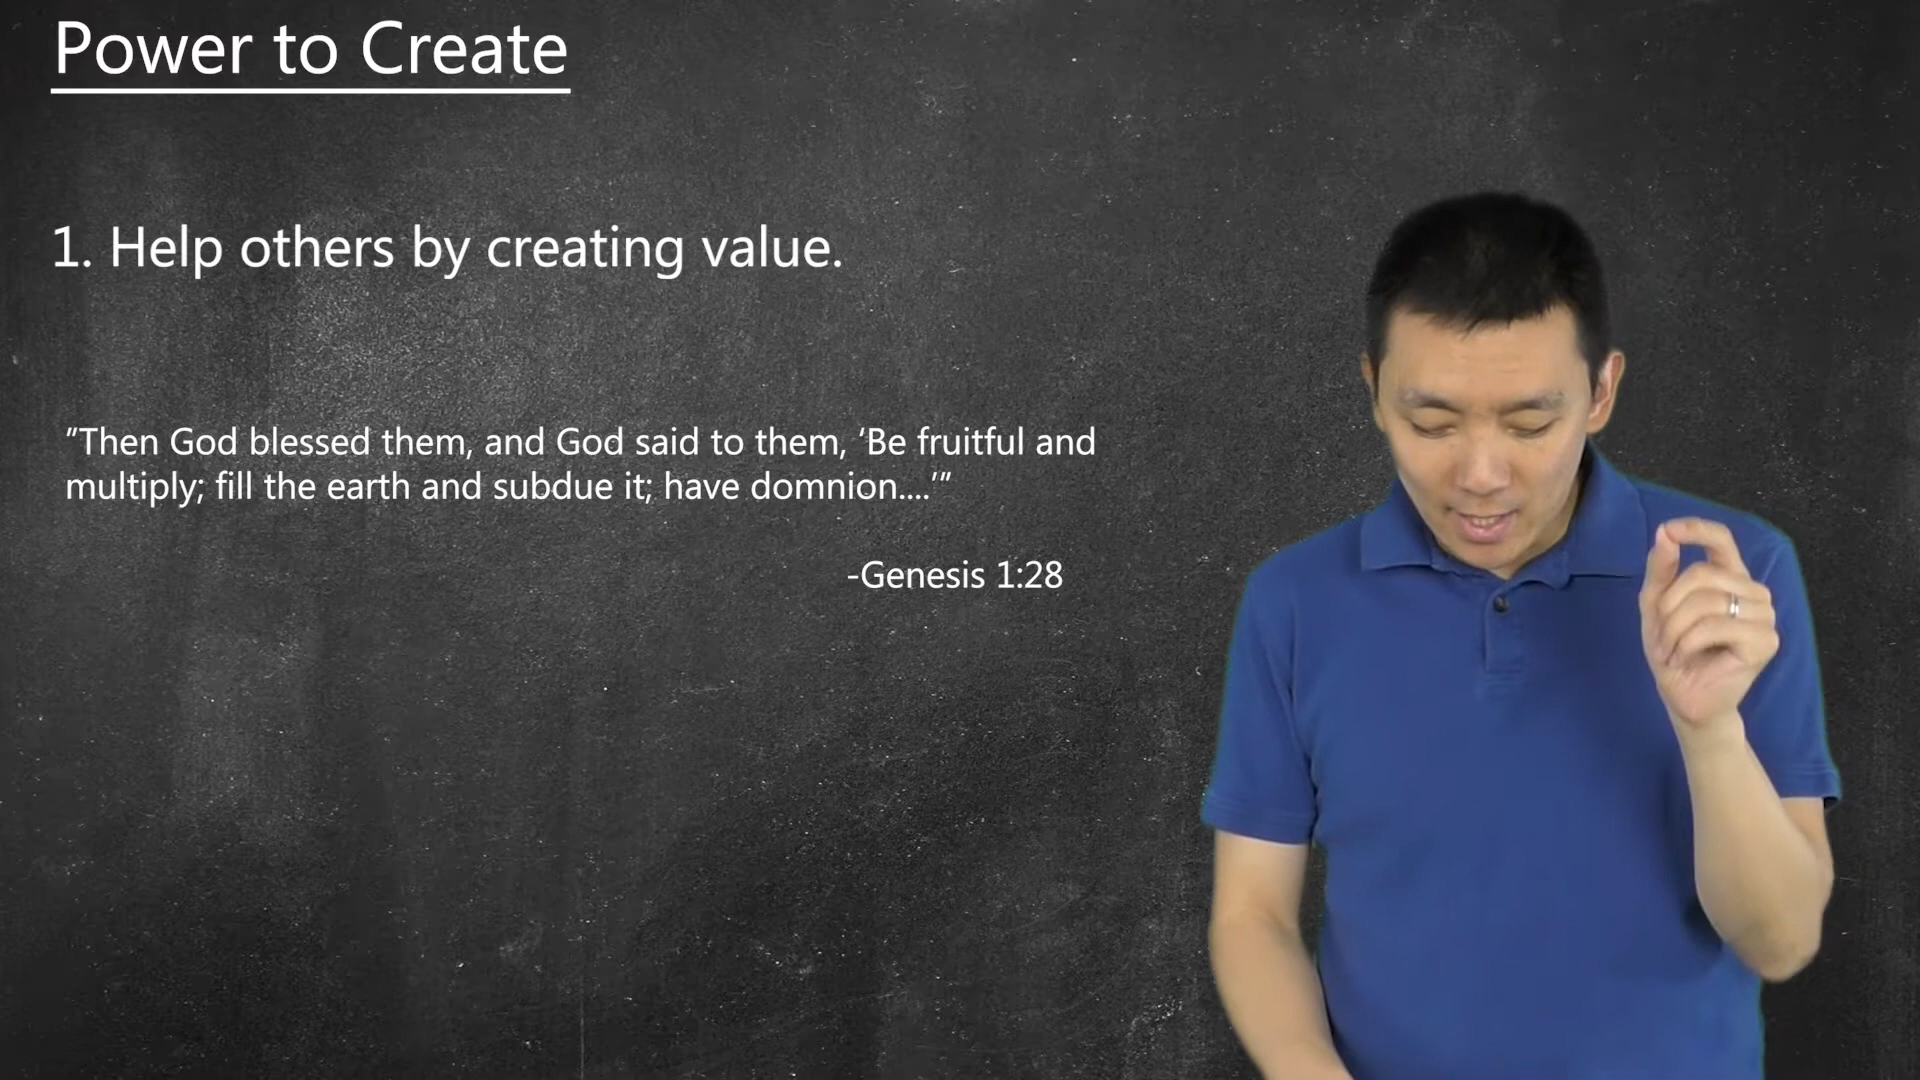 Power to Create
1. Help others by creating value.
"Then God blessed them, and God said to them, ‘Be fruitful and
multiply; fill the earth and subdue it; have domnion....’"
-Genesis 1:28